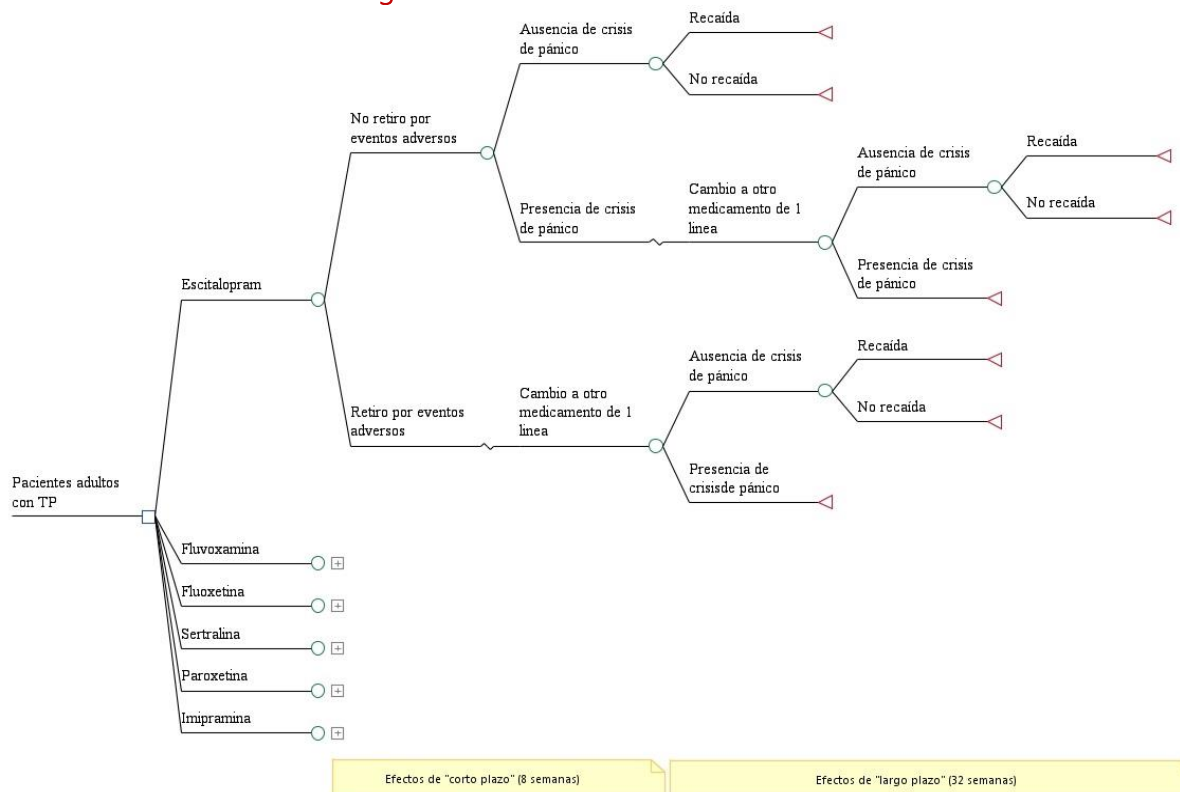 Recaída
Ausencia de crisis
de pánico
No recaída
No retiro por
eventos adversos
Recaída
Ausencia de crisis
de pánico
Cambio a otro
medicamento de 1
linea
Presencia de crisis
de pánico
No recaída
Presencia de crisis
de pánico
Escitalopram
Recaída
Ausencia de crisis
de pánico
Cambio a otro
medicamento de 1
linea
Retiro por eventos
adversos
No recaída
Presencia de
crisisde pánico
Pacientes adultos
con TP
Fluvoxamina
Fluoxetina
Sertralina
Paroxetina
Imipramina
Efectos de "corto plazo" (8 semanas)
Efectos de "largo plazo" (32 semanas)